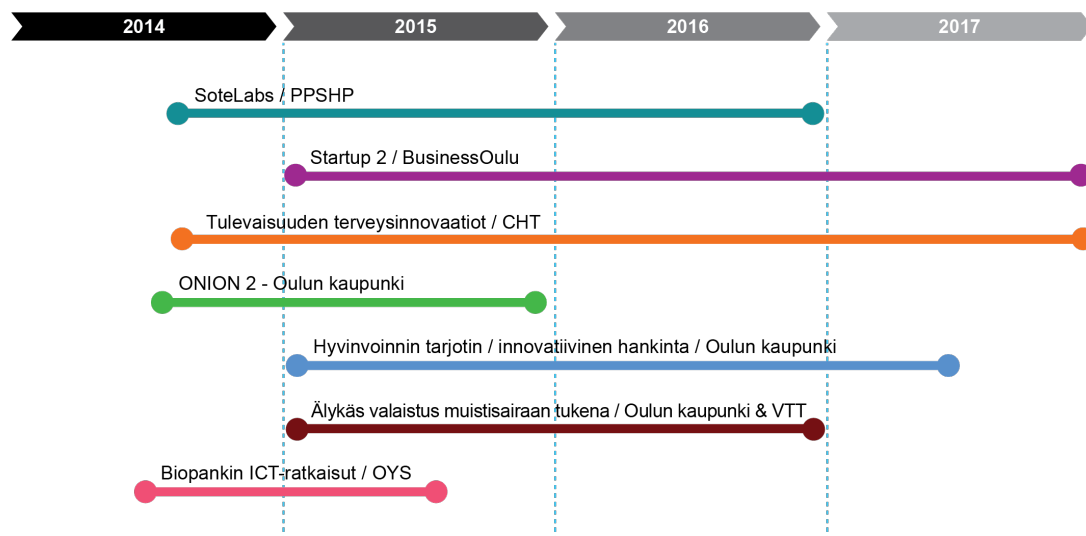 2014 2015 2016 2017
SoteLabs / PPSHP
Startup 2 / BusinessOulu
Tulevaisuuden terveysinnovaatiot / CHT
ONION 2 - Oulun kaupunki
Hyvinvoinnin tarjotin / innovatiivinen hankinta / Oulun kaupunki
Älykäs valaistus muistisairaan tukena / Oulun kaupunki & VTT
Biopankin ICT-ratkaisut / OYS